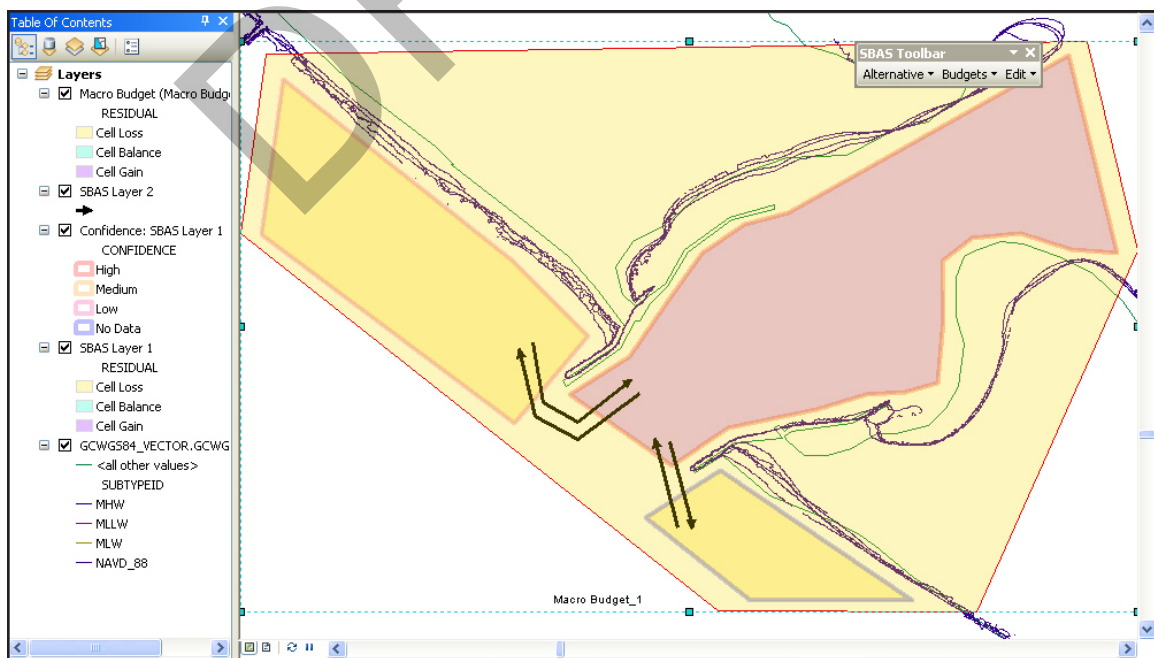 Table Of Contents
Layers
Macro Budget (Macro Budg
RESIDUAL
Cell Loss
Cell Balance
Cell Gain
SBAS Layer 2
Confidence: SBAS Layer 1
CONFIDENCE
High
Medium
Low
No Data
SBAS Layer 1
RESIDUAL
Cell Loss
Cell Balance
Cell Gain
GCWGS84_VECTOR.GCWG
<all other values>
SUBTYPEID
MHW
MLLW
MLW
NAVD_88
SBAS Toolbar
Alternative Budgets Edit
Macro Budget_1